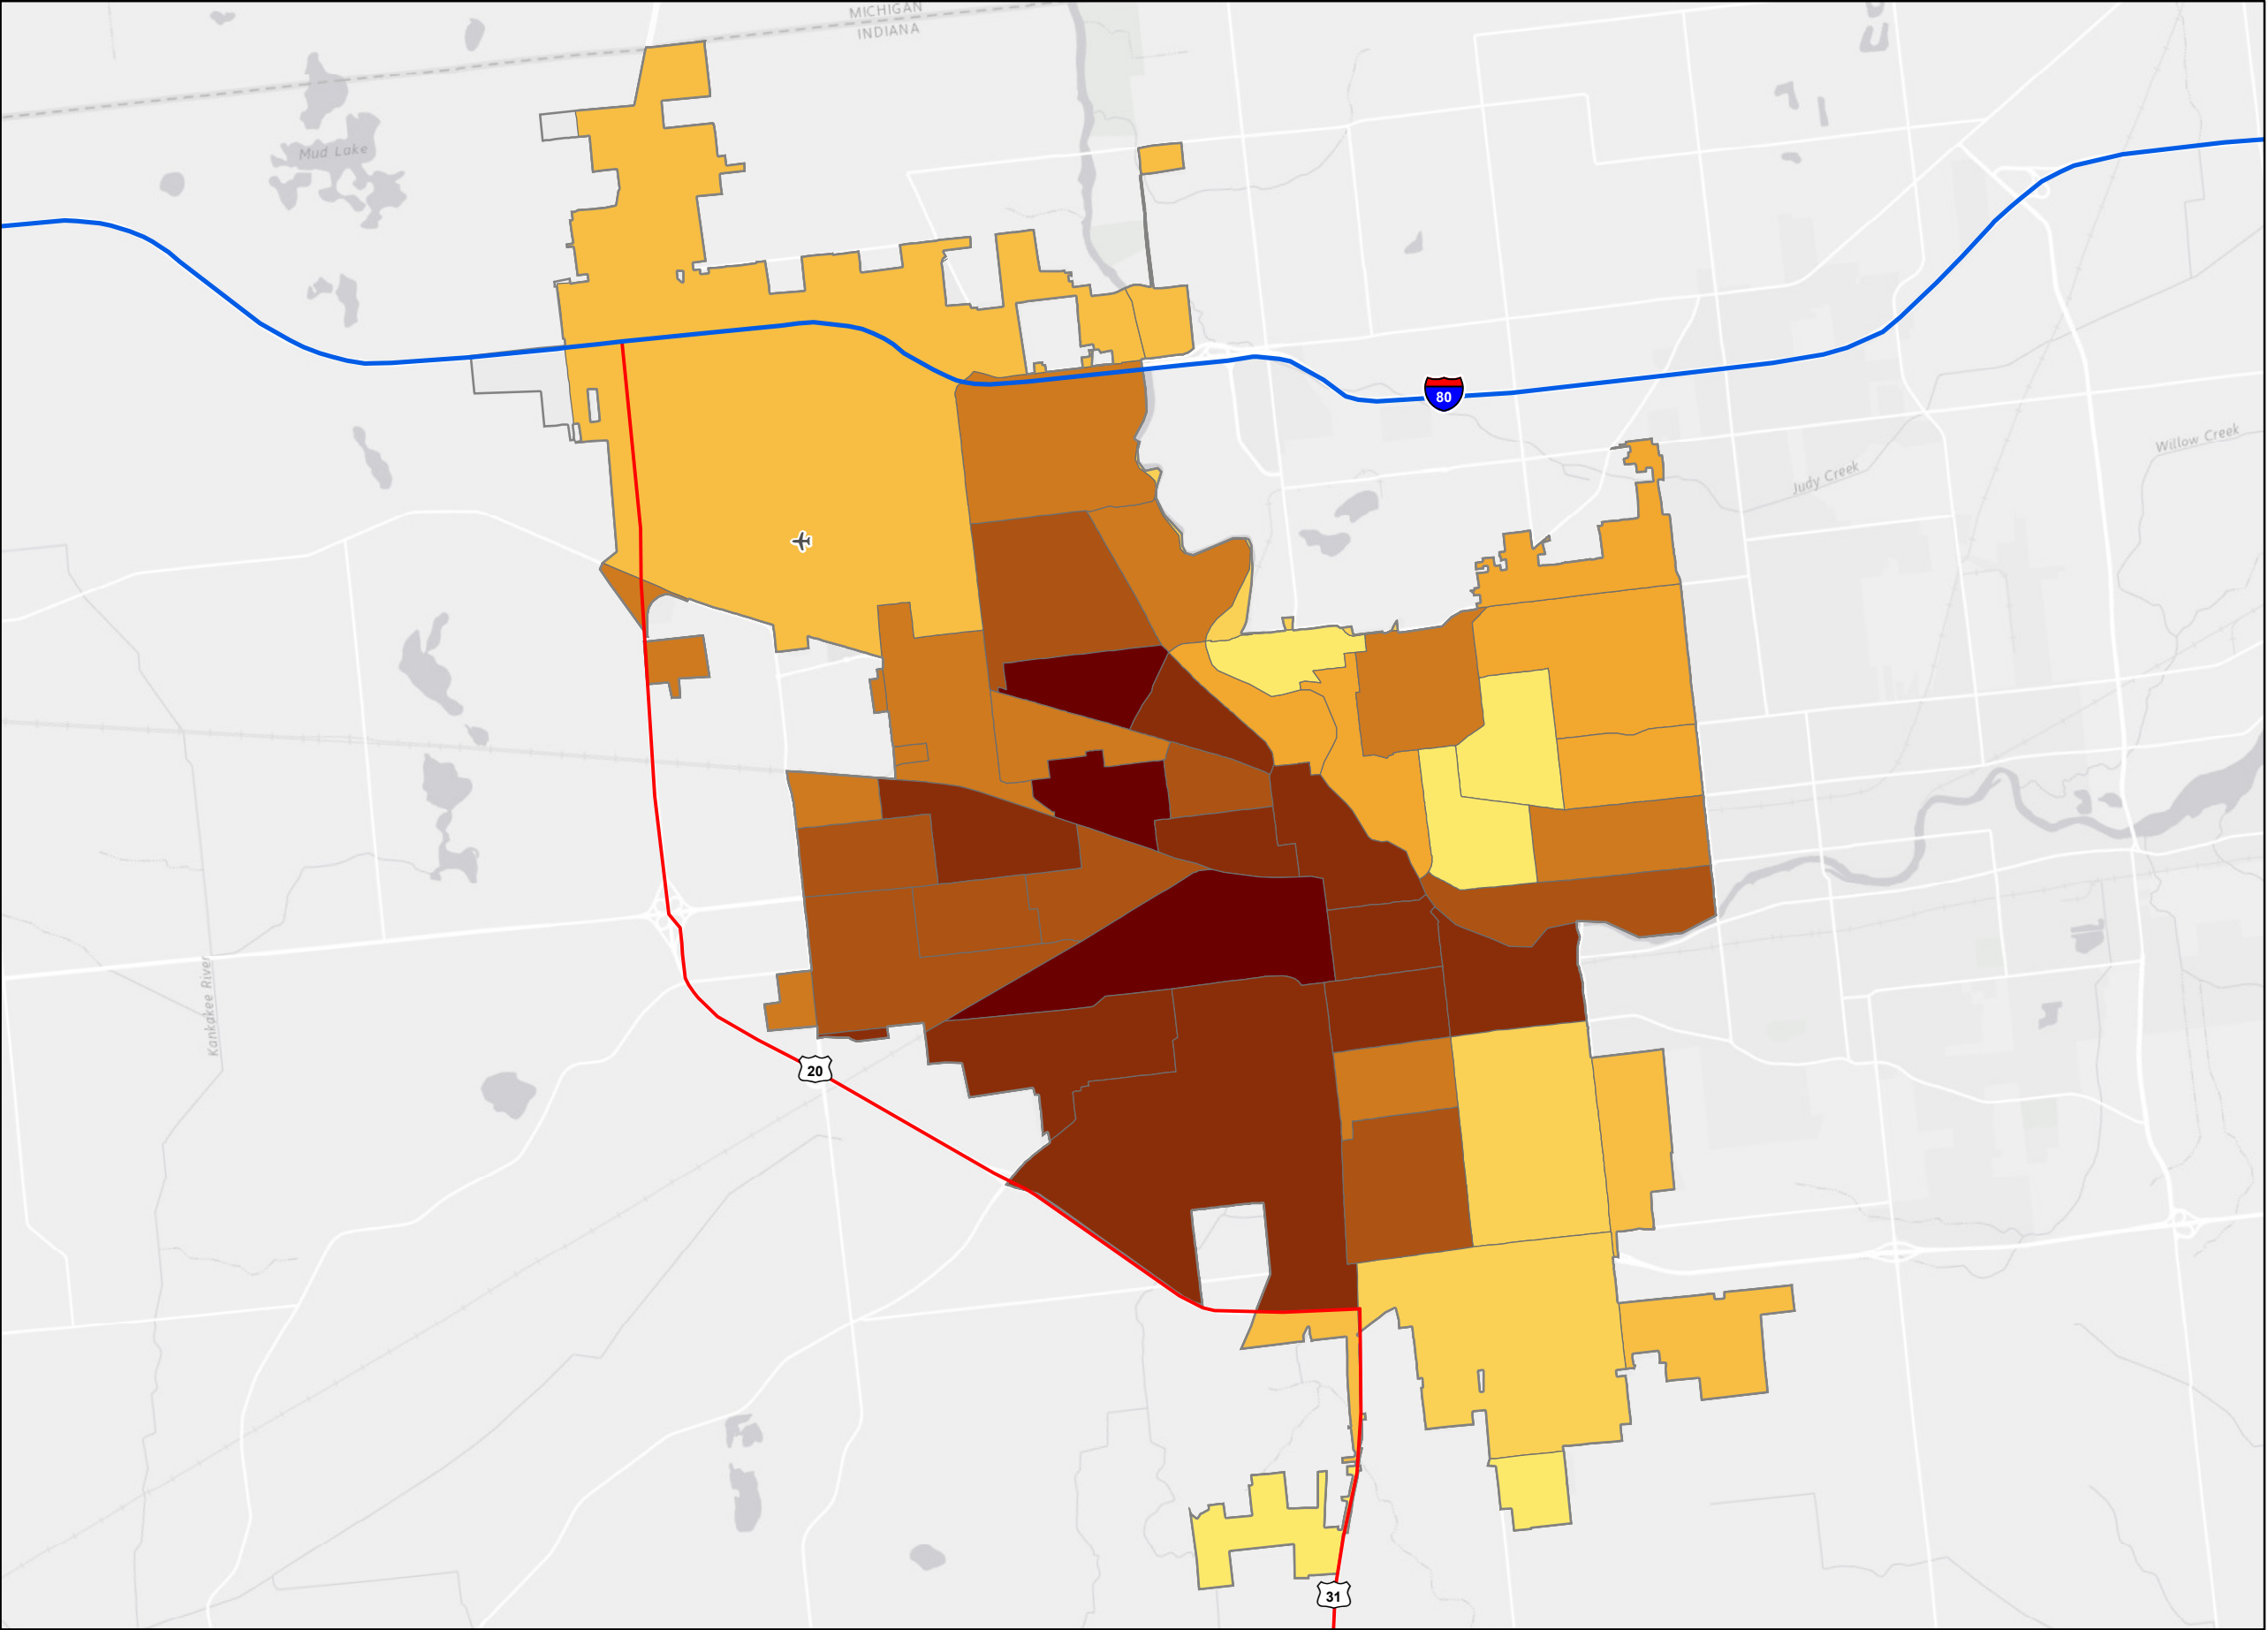 MICHIGAN
INDIANA
Mud Lake
80
Willow Creek
Judy Creek
Kankakee River
20
31